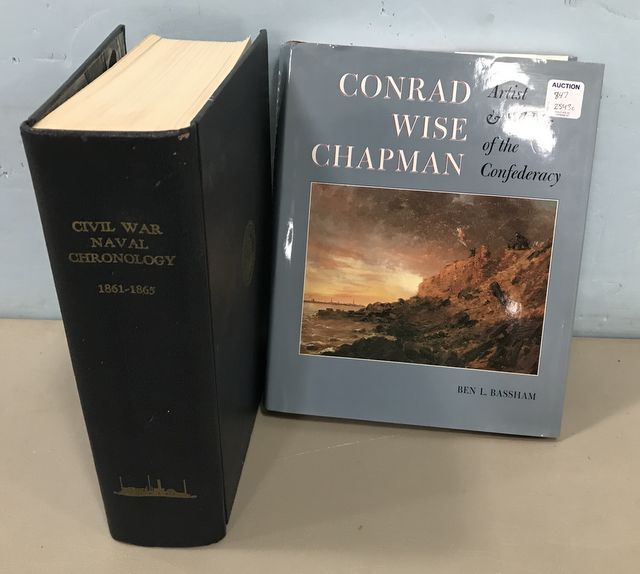 CIVIL WAR
NAVAL
CHRONOLOGY
1861-1865
CONRAD
WISE
CHAPMAN
Artist
&
of the
Confederacy
AUCTION
BEN L. BASSHAM